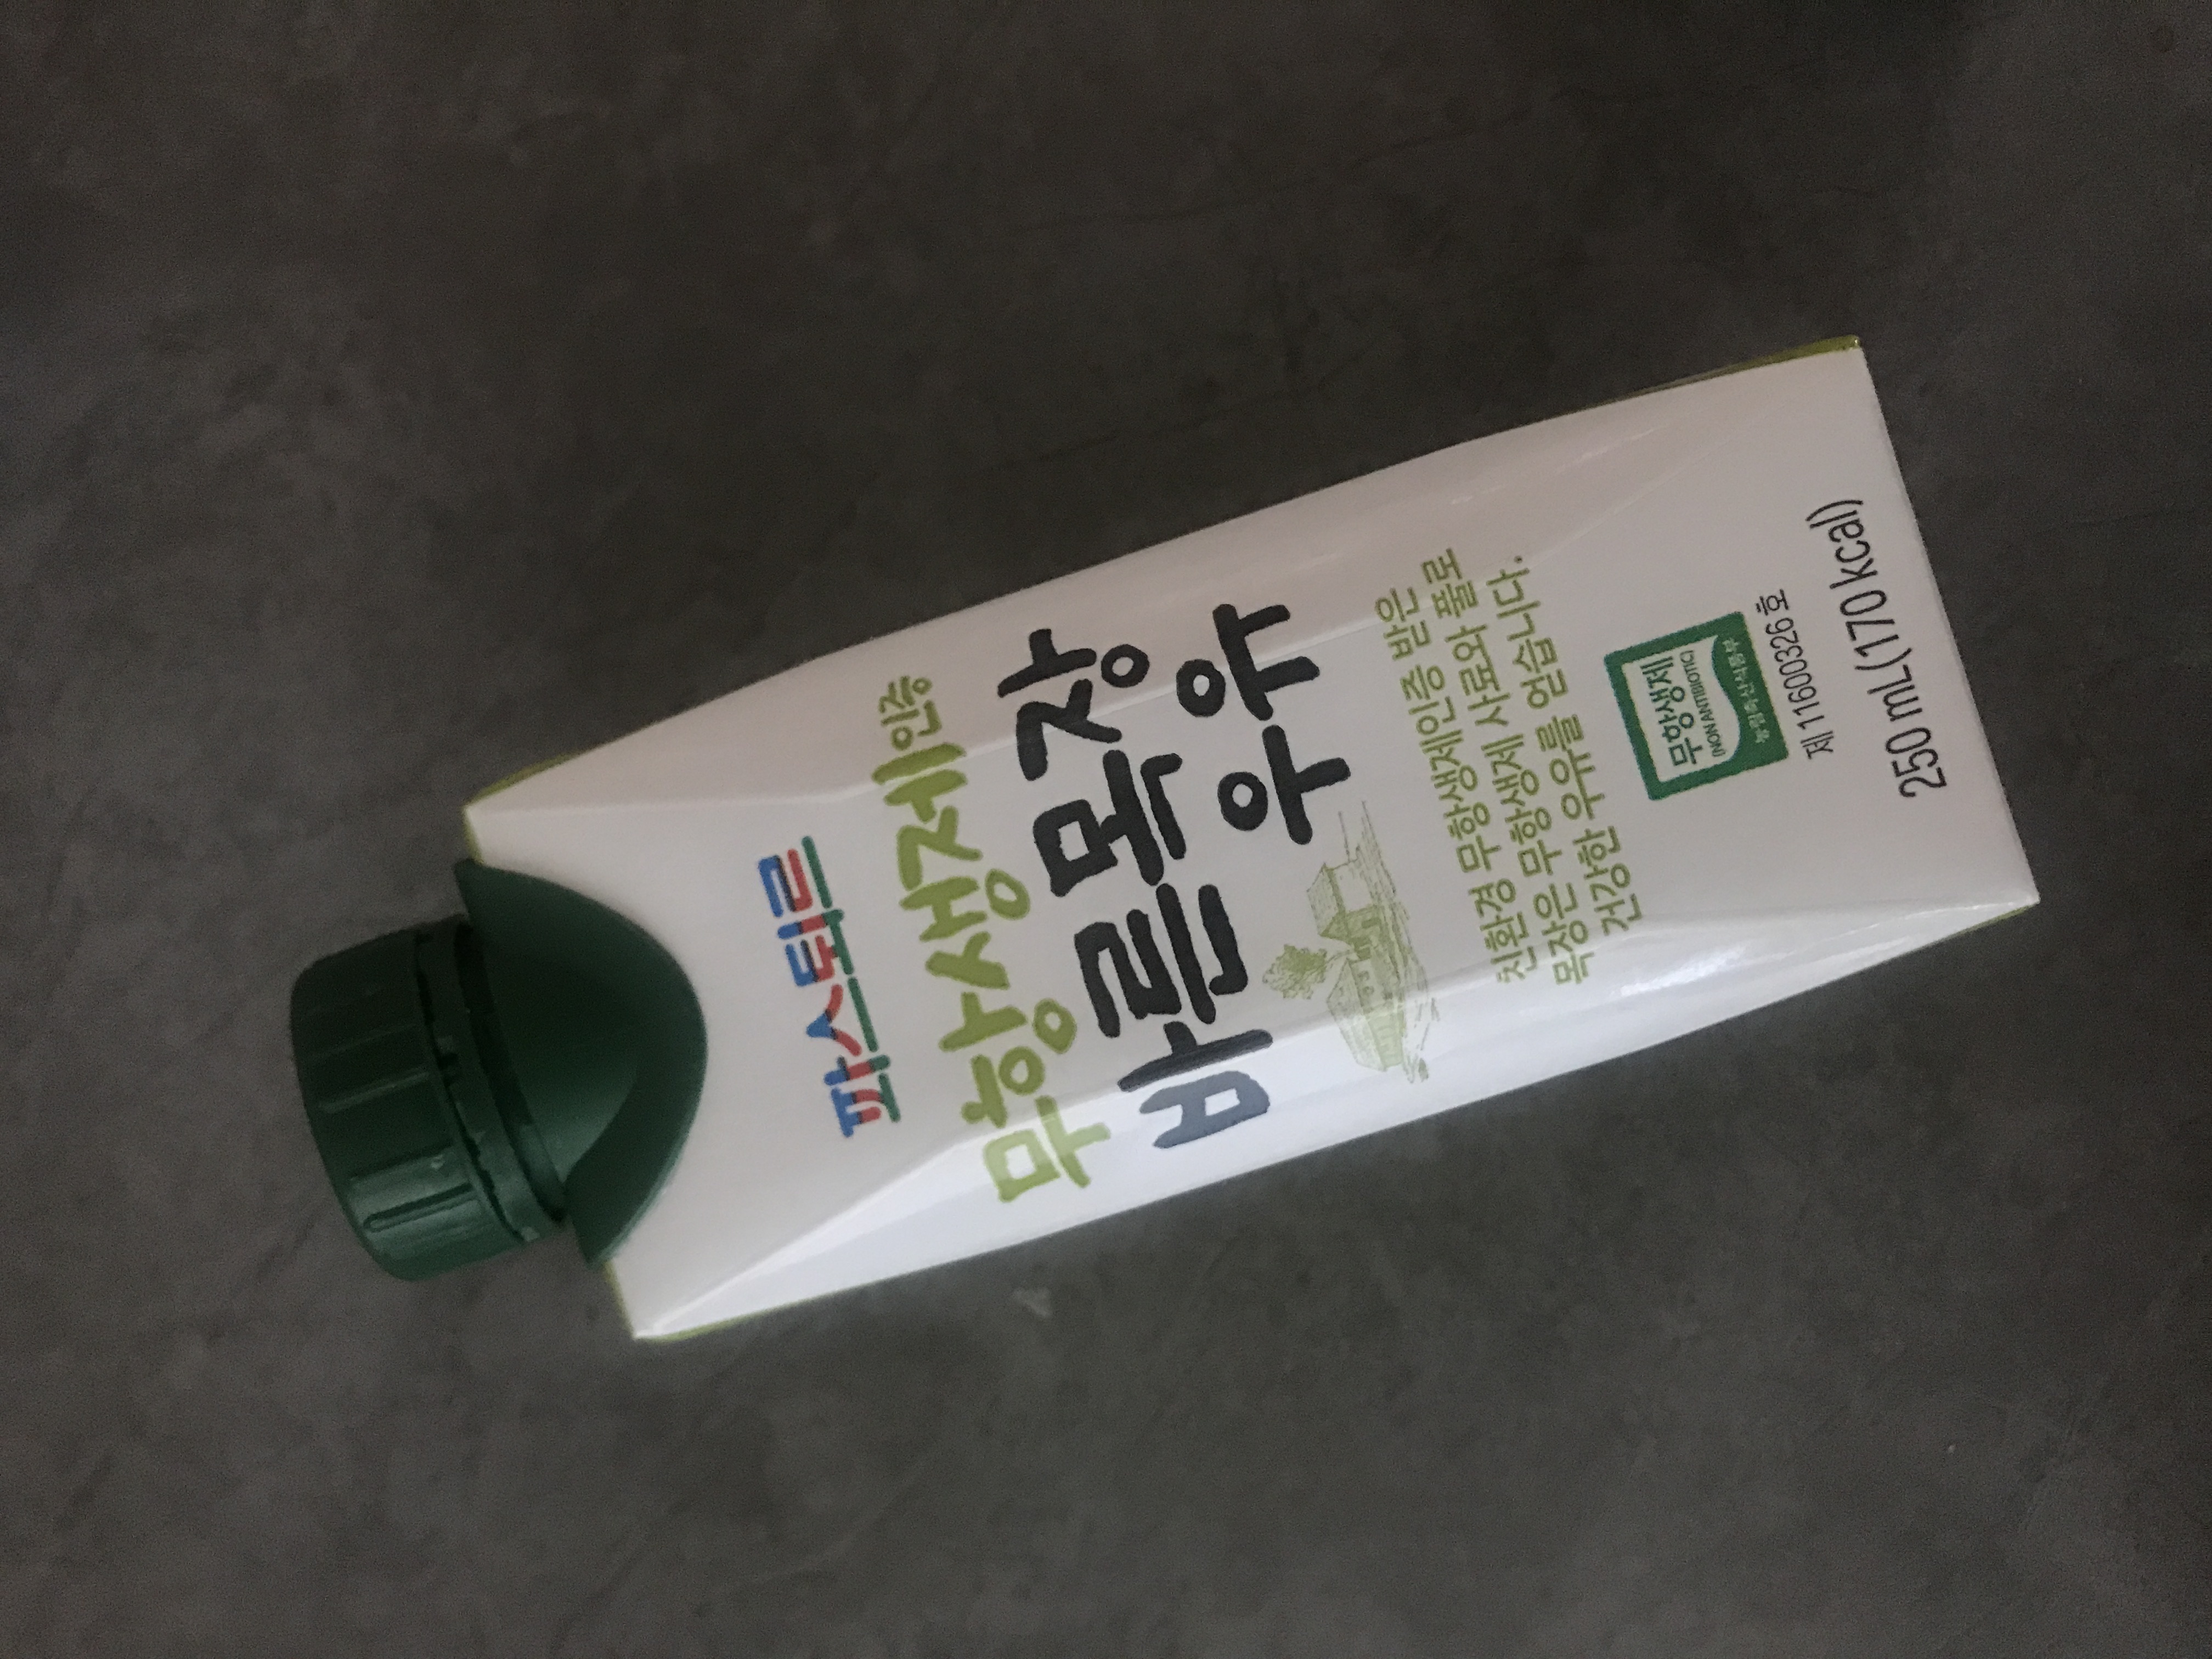 파스퇴르
무항생제인증
바른목장
우유
친환경 무항생제인증 받은
목장은 무항생제 사료와 풀로
건강한 우유를 얻습니다.
무항생제
(NON ANTIBIOTIC)
농림축산식품부
제 11600326 호
250 mL(170 kcal)